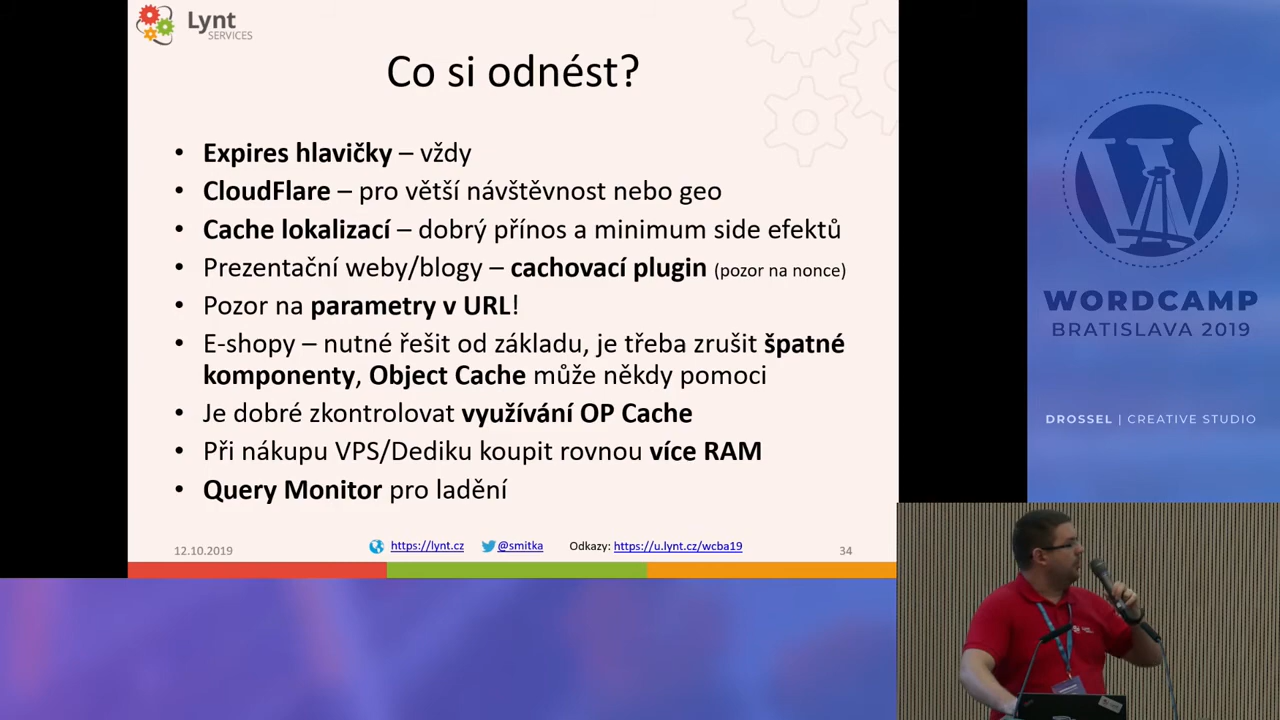 Lynt
SERVICES
Co si odnést?
• Expires hlavičky – vždy
• CloudFlare – pro větší návštěvnost nebo geo
• Cache lokalizací – dobrý přínos a minimum side efektů
• Prezentační weby/blogy – cachovací plugin (pozor na nonce)
• Pozor na parametry v URL!
• E-shopy – nutné řešit od základu, je třeba zrušit špatné
komponenty, Object Cache může někdy pomoci
• Je dobré zkontrolovat využívání OP Cache
• Při nákupu VPS/Dediku koupit rovnou více RAM
• Query Monitor pro ladění
12.10.2019
https://lynt.cz
@smitka
Odkazy: https://u.lynt.cz/wcba19
34
WORDCAMP
BRATISLAVA 2019
DROSSEL | CREATIVE STUDIO